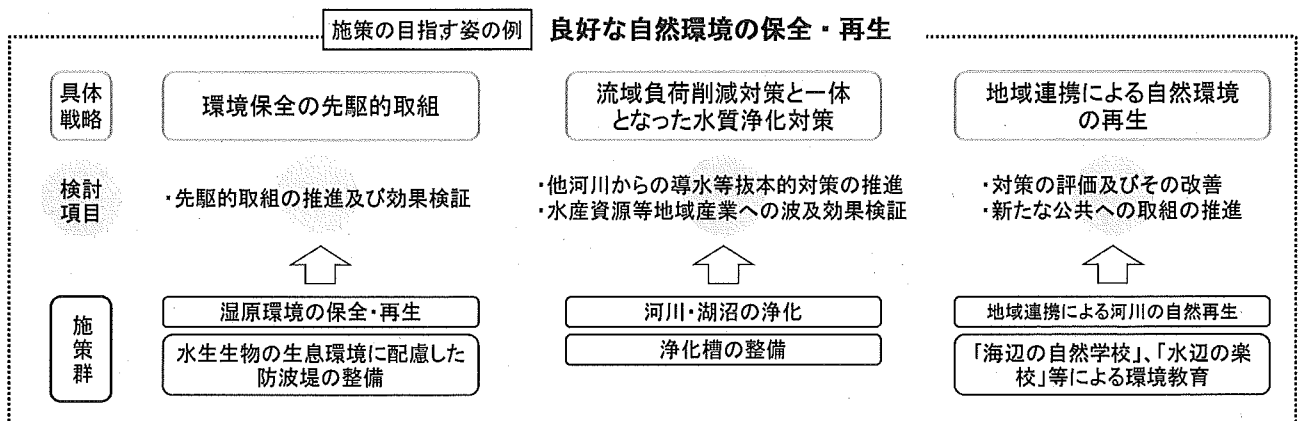 施策の目指す姿の例
良好な自然環境の保全・再生
具体
戦略
環境保全の先駆的取組
流域負荷削減対策と一体
となった水質浄化対策
地域連携による自然環境
の再生
検討
項目
・先駆的取組の推進及び効果検証
・他河川からの導水等抜本的対策の推進
・水産資源等地域産業への波及効果検証
・対策の評価及びその改善
・新たな公共への取組の推進
施
策
群
湿原環境の保全・再生
水生生物の生息環境に配慮した
防波堤の整備
河川・湖沼の浄化
浄化槽の整備
地域連携による河川の自然再生
「海辺の自然学校」、「水辺の楽
校」等による環境教育